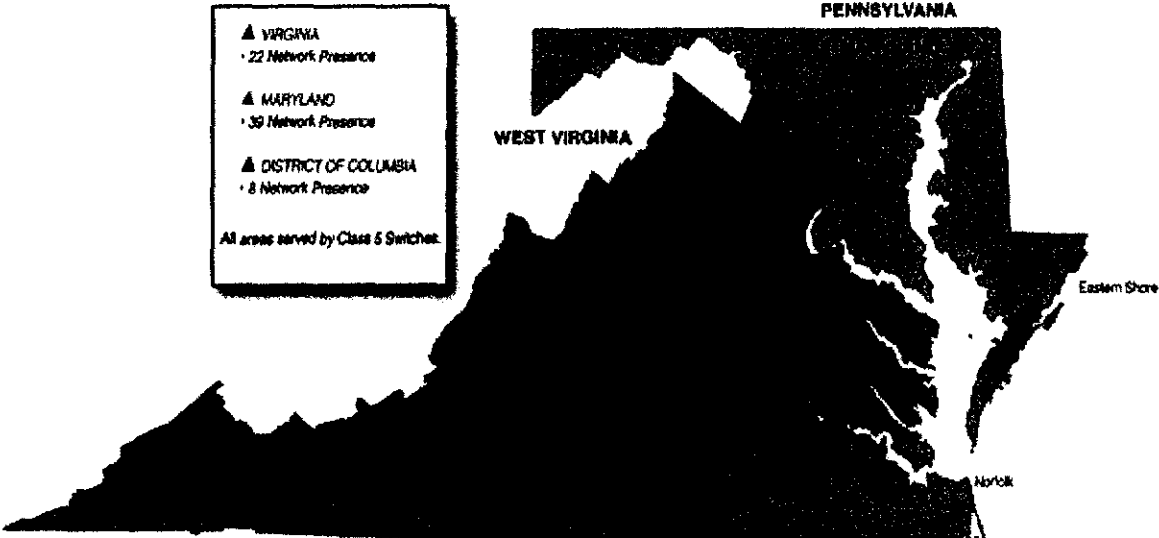 PENNSYLVANIA
▲ VIRGINIA
· 22 Network Presence
▲ MARYLAND
· 39 Network Presence
▲ DISTRICT OF COLUMBIA
· 8 Network Presence
All areas served by Class 5 Switches.
WEST VIRGINIA
Eastern Shore
Norfolk